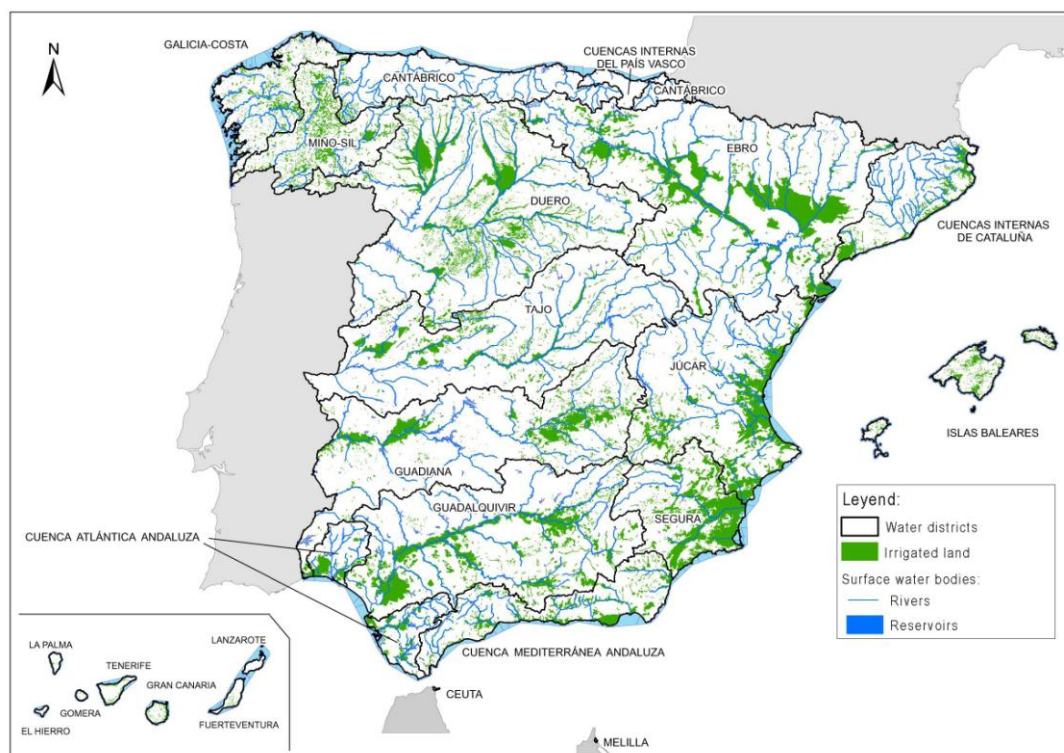 N
GALICIA-COSTA
CANTÁBRICO
CUENCAS INTERNAS
DEL PAÍS VASCO
CANTÁBRICO
MIÑO-SIL
EBRO
DUERO
CUENCAS INTERNAS
DE CATALUÑA
TAJO
JÚCAR
ISLAS BALEARES
GUADIANA
GUADALQUIVIR
SEGURA
CUENCA ATLÁNTICA ANDALUZA
CUENCA MEDITERRÁNEA ANDALUZA
CEUTA
MELILLA
Leyend:
Water districts
Irrigated land
Surface water bodies:
Rivers
Reservoirs
LA PALMA
TENERIFE
LANZAROTE
GRAN CANARIA
GOMERA
EL HIERRO
FUERTEVENTURA